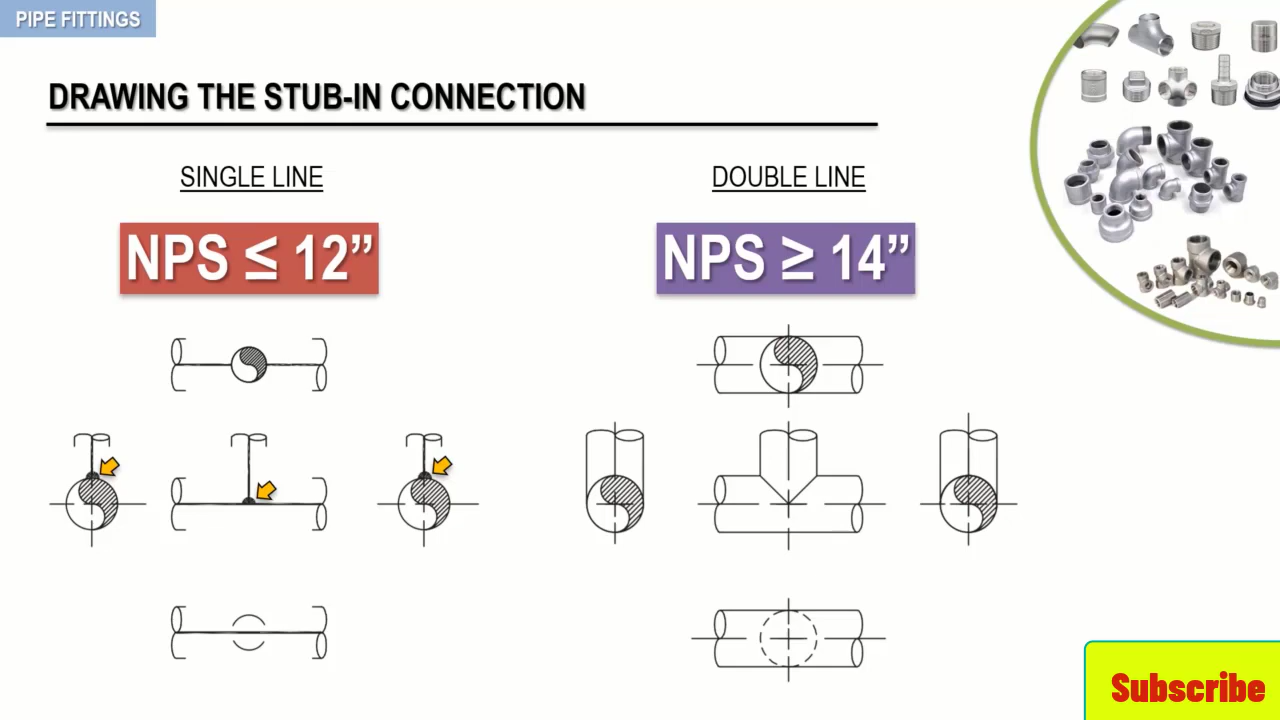 PIPE FITTINGS
DRAWING THE STUB-IN CONNECTION
SINGLE LINE
DOUBLE LINE
NPS ≤ 12”
NPS ≥ 14”
Subscribe